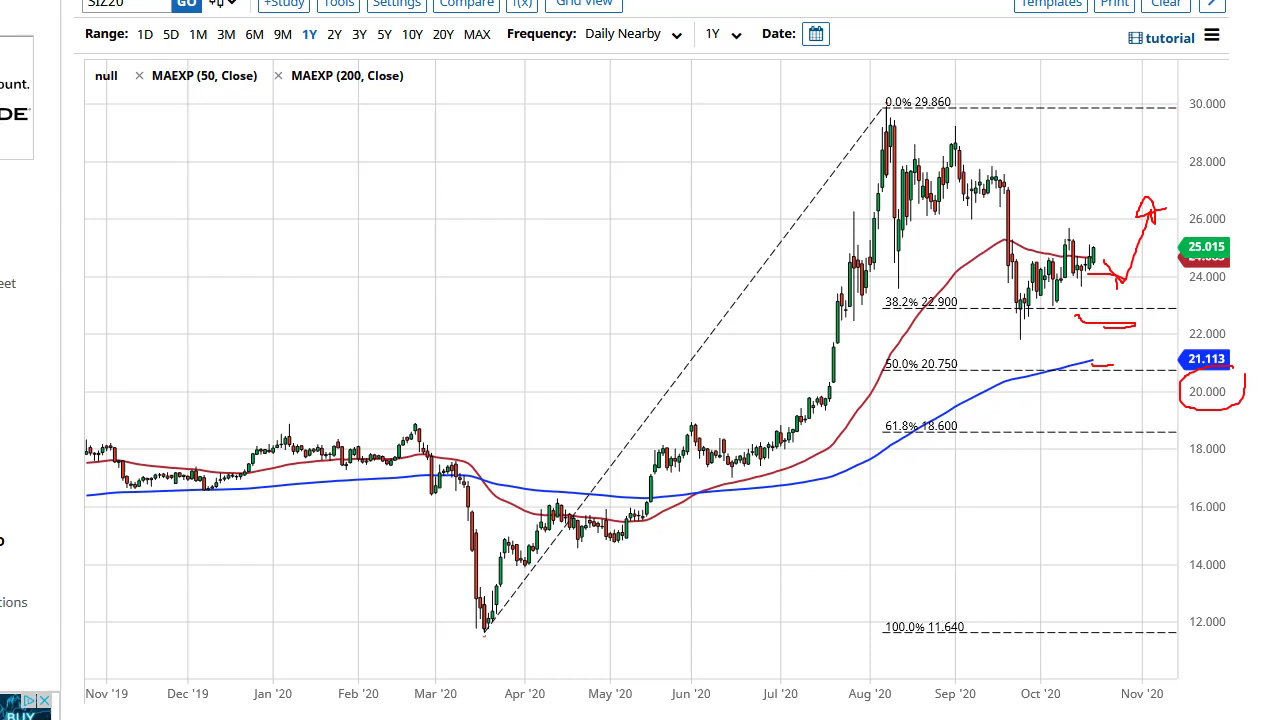 SIZ20 GO +Study Tools Settings Compare f(x) Grid View Templates Print Clear
Range: 1D 5D 1M 3M 6M 9M 1Y 2Y 3Y 5Y 10Y 20Y MAX Frequency: Daily Nearby 1Y Date: tutorial
null × MAEXP (50, Close) × MAEXP (200, Close)
ount.
DE
eet
tions
BUY
0.0% 29.860
38.2% 22.900
50.0% 20.750
61.8% 18.600
100.0% 11.640
30.000
28.000
26.000
25.015
24.000
22.000
21.113
20.000
18.000
16.000
14.000
12.000
Nov '19 Dec '19 Jan '20 Feb '20 Mar '20 Apr '20 May '20 Jun '20 Jul '20 Aug '20 Sep '20 Oct '20 Nov '20